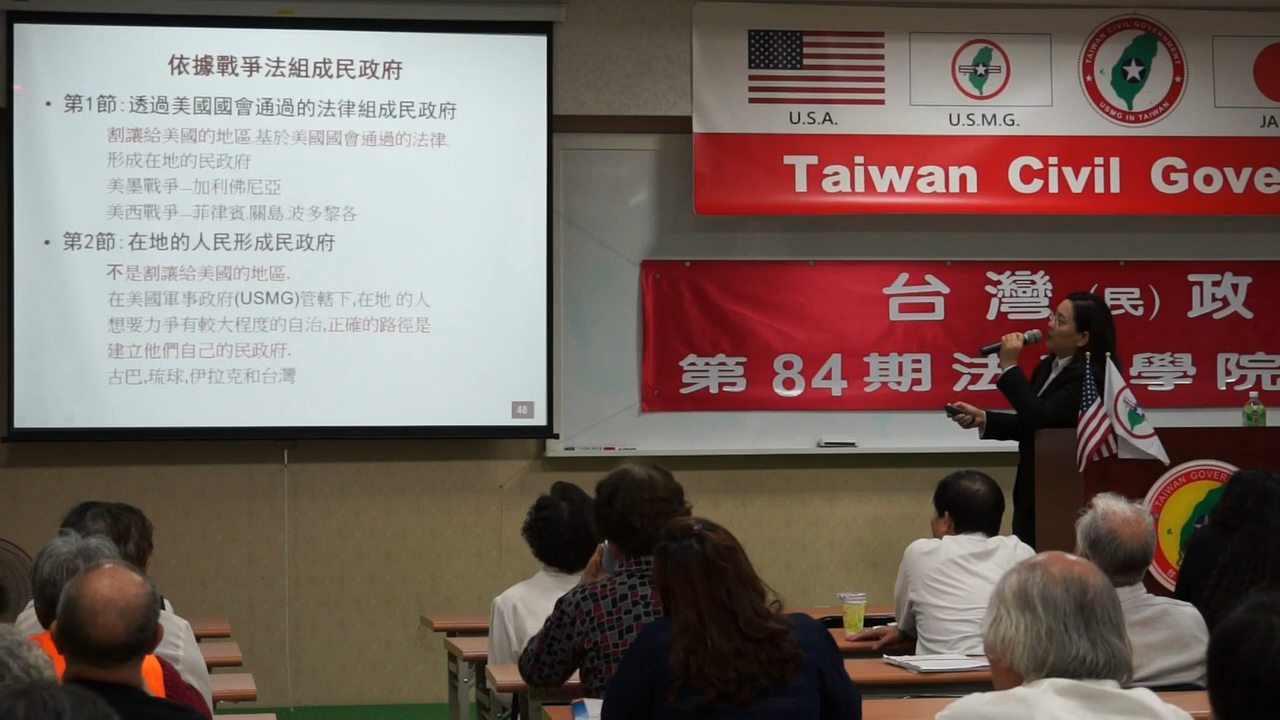 依據戰爭法組成民政府
• 第1節:透過美國國會通過的法律組成民政府
割讓給美國的地區.基於美國國會通過的法律.
形成在地的民政府
美墨戰爭—加利佛尼亞
美西戰爭—菲律賓.關島.波多黎各
• 第2節:在地的人民形成民政府
不是割讓給美國的地區.
在美國軍事政府(USMG)管轄下,在地 的人
想要力爭有較大程度的自治,正確的路徑是
建立他們自己的民政府.
古巴,琉球,伊拉克和台灣
48
U.S.A.
U.S.M.G.
TAIWAN CIVIL GOVERNMENT
USMG IN TAIWAN
JA
Taiwan Civil Gove
台灣(民)政
第84期法 學院
TAIWAN GOVER